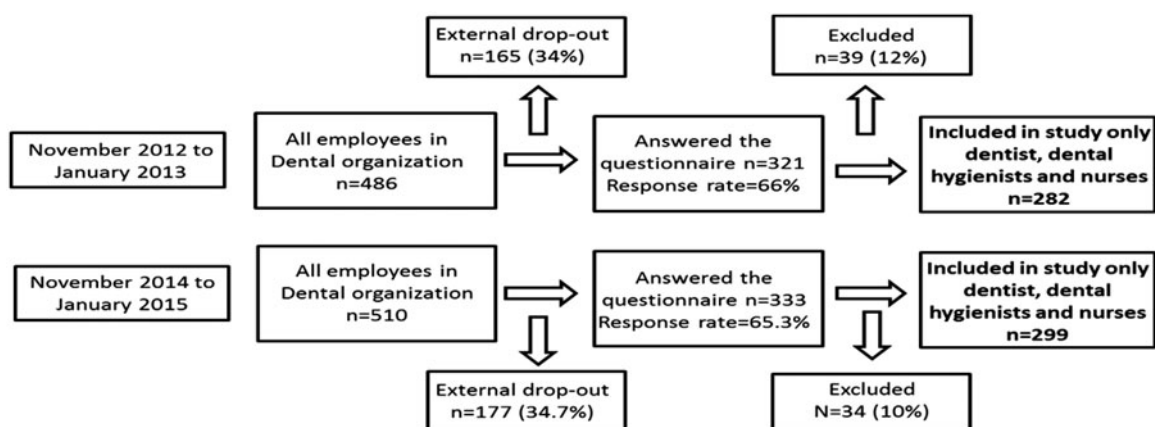 External drop-out
n=165 (34%)
Excluded
n=39 (12%)
November 2012 to
January 2013
All employees in
Dental organization
n=486
Answered the
questionnaire n=321
Response rate=66%
Included in study only
dentist, dental
hygienists and nurses
n=282
November 2014 to
January 2015
All employees in
Dental organization
n=510
Answered the
questionnaire n=333
Response rate=65.3%
Included in study only
dentist, dental
hygienists and nurses
n=299
External drop-out
n=177 (34.7%)
Excluded
N=34 (10%)